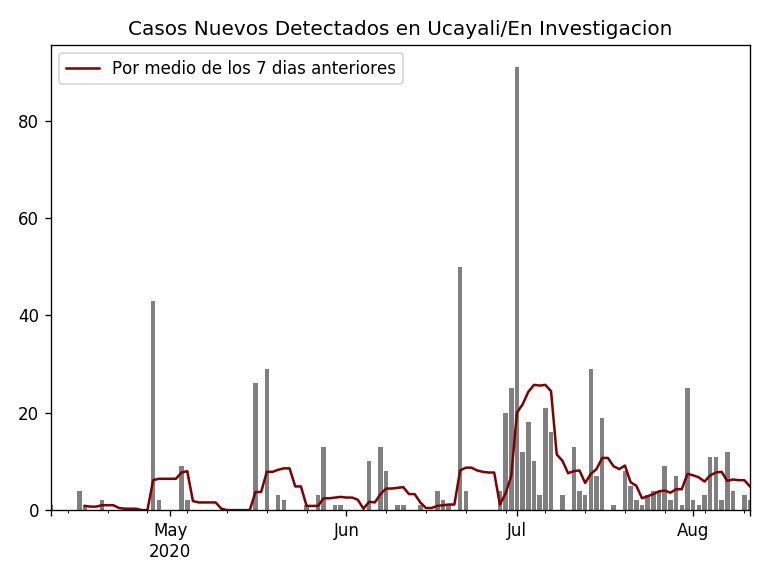 Casos Nuevos Detectados en Ucayali/En Investigacion
Por medio de los 7 dias anteriores
80
60
40
20
0
May
2020
Jun
Jul
Aug